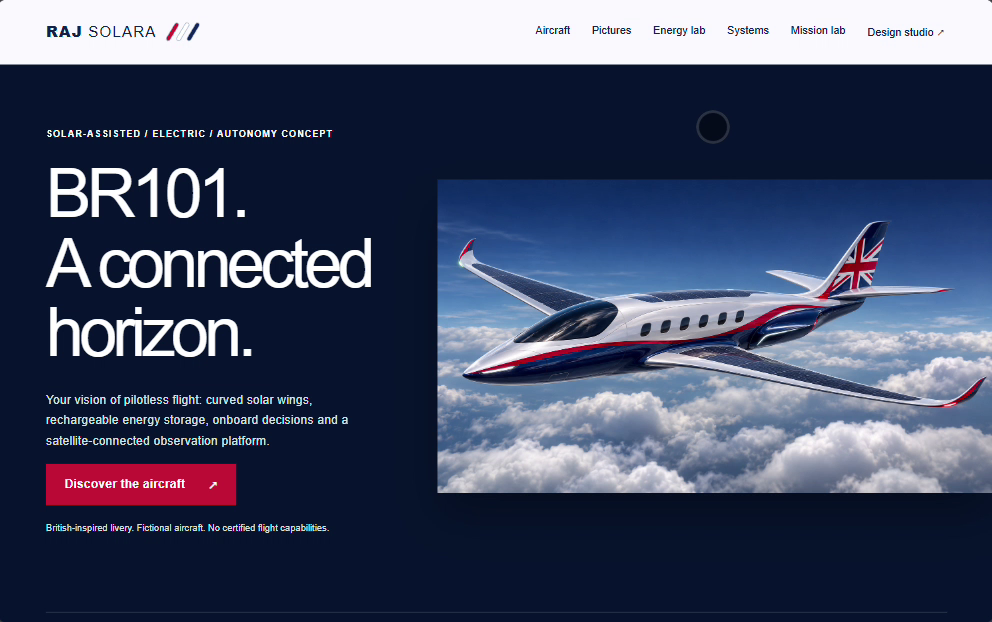 RAJ SOLARA
Aircraft
Pictures
Energy lab
Systems
Mission lab
Design studio ↗
SOLAR-ASSISTED / ELECTRIC / AUTONOMY CONCEPT
BR101.
A connected
horizon.
Your vision of pilotless flight: curved solar wings,
rechargeable energy storage, onboard decisions and a
satellite-connected observation platform.
Discover the aircraft ↗
British-inspired livery. Fictional aircraft. No certified flight capabilities.